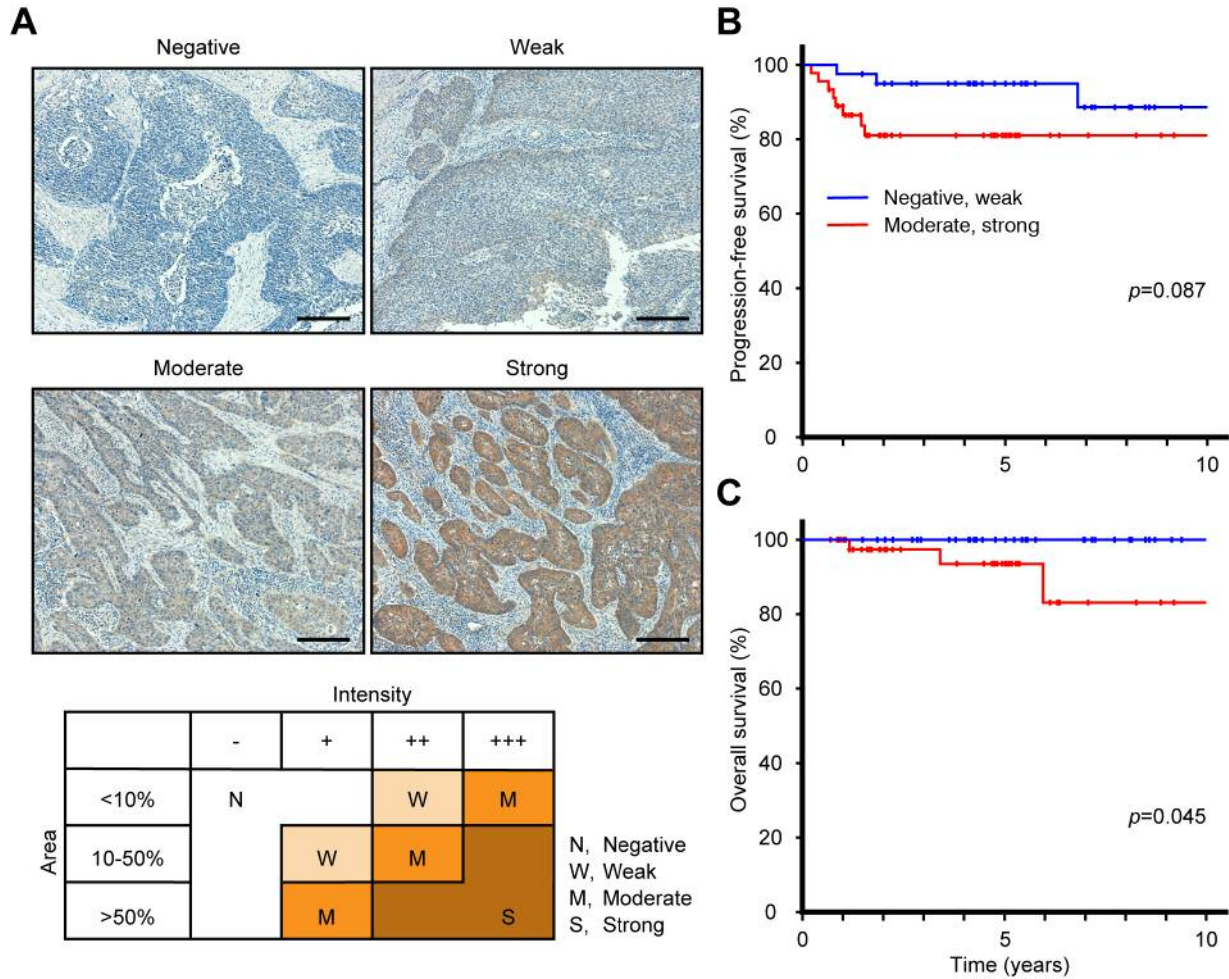 A
Negative
Weak
Moderate
Strong
Intensity
- + ++ +++
Area
<10% N W M
10-50% W M
>50% M S
N, Negative
W, Weak
M, Moderate
S, Strong
B
Progression-free survival (%)
100
80
60
40
20
0
Negative, weak
Moderate, strong
p=0.087
0 5 10
C
Overall survival (%)
100
80
60
40
20
0
p=0.045
0 5 10
Time (years)